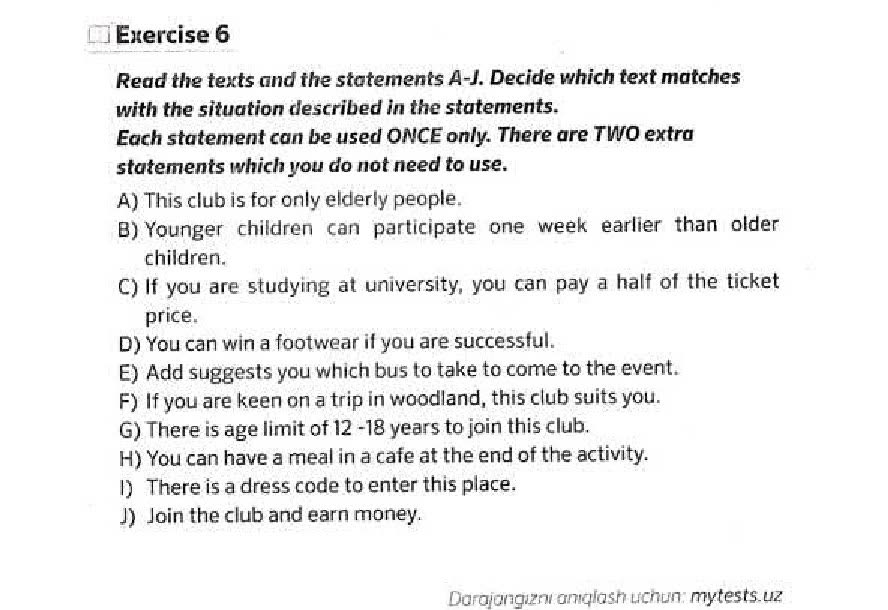 Exercise 6
Read the texts and the statements A-J. Decide which text matches
with the situation described in the statements.
Each statement can be used ONCE only. There are TWO extra
statements which you do not need to use.
A) This club is for only elderly people.
B) Younger children can participate one week earlier than older
children.
C) If you are studying at university, you can pay a half of the ticket
price.
D) You can win a footwear if you are successful.
E) Add suggests you which bus to take to come to the event.
F) If you are keen on a trip in woodland, this club suits you.
G) There is age limit of 12 -18 years to join this club.
H) You can have a meal in a cafe at the end of the activity.
I) There is a dress code to enter this place.
J) Join the club and earn money.
Darajangizni aniqlash uchun: mytests.uz